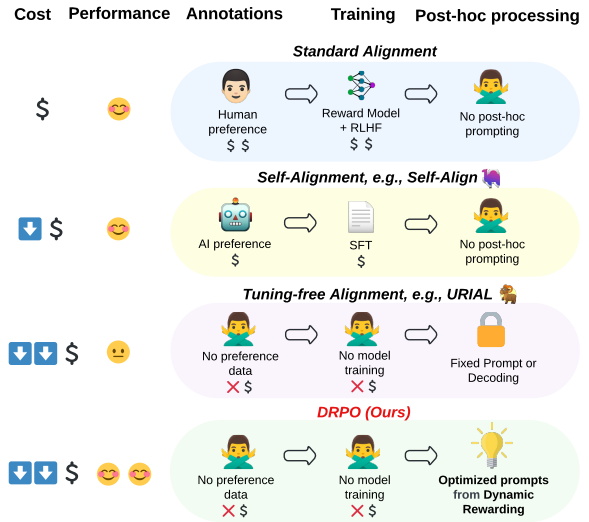 Cost Performance Annotations Training Post-hoc processing
Standard Alignment
$
Human
preference
$ $
Reward Model
+ RLHF
$ $
No post-hoc
prompting
Self-Alignment, e.g., Self-Align
$
AI preference
$
SFT
$
No post-hoc
prompting
Tuning-free Alignment, e.g., URIAL
$
No preference
data
$
No model
training
$
Fixed Prompt or
Decoding
DRPO (Ours)
$
No preference
data
$
No model
training
$
Optimized prompts
from Dynamic
Rewarding